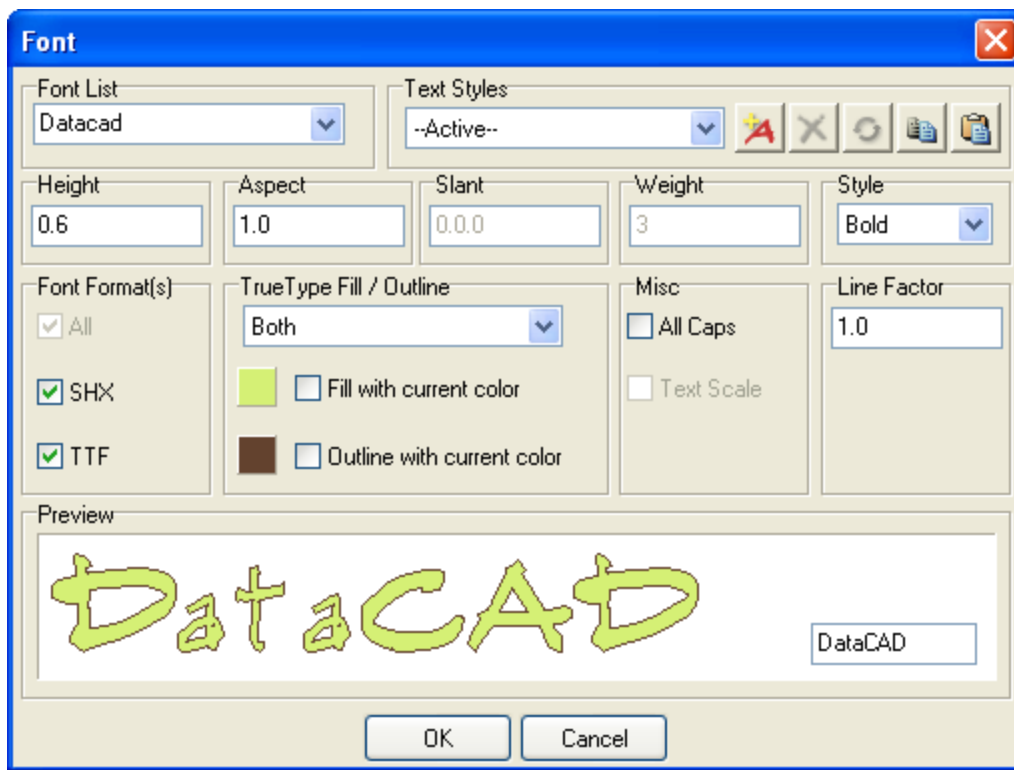 Font
Font List
Datacad
Text Styles
--Active--
Height
0.6
Aspect
1.0
Slant
0.0.0
Weight
3
Style
Bold
Font Format(s)
All
SHX
TTF
TrueType Fill / Outline
Both
Fill with current color
Outline with current color
Misc
All Caps
Text Scale
Line Factor
1.0
Preview
DataCAD
DataCAD
OK
Cancel